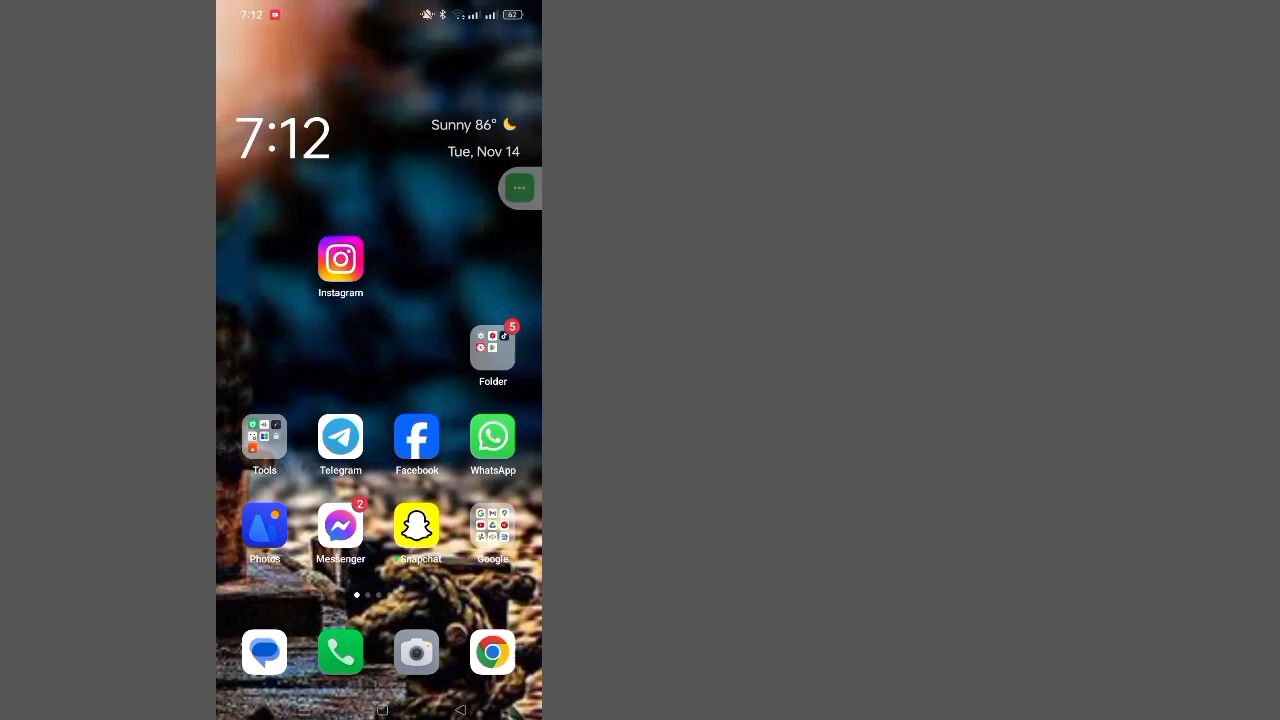 7:12
62
7:12
Sunny 86°
Tue, Nov 14
Instagram
5
Folder
Tools
Telegram
Facebook
WhatsApp
2
Photos
Messenger
Snapchat
Google